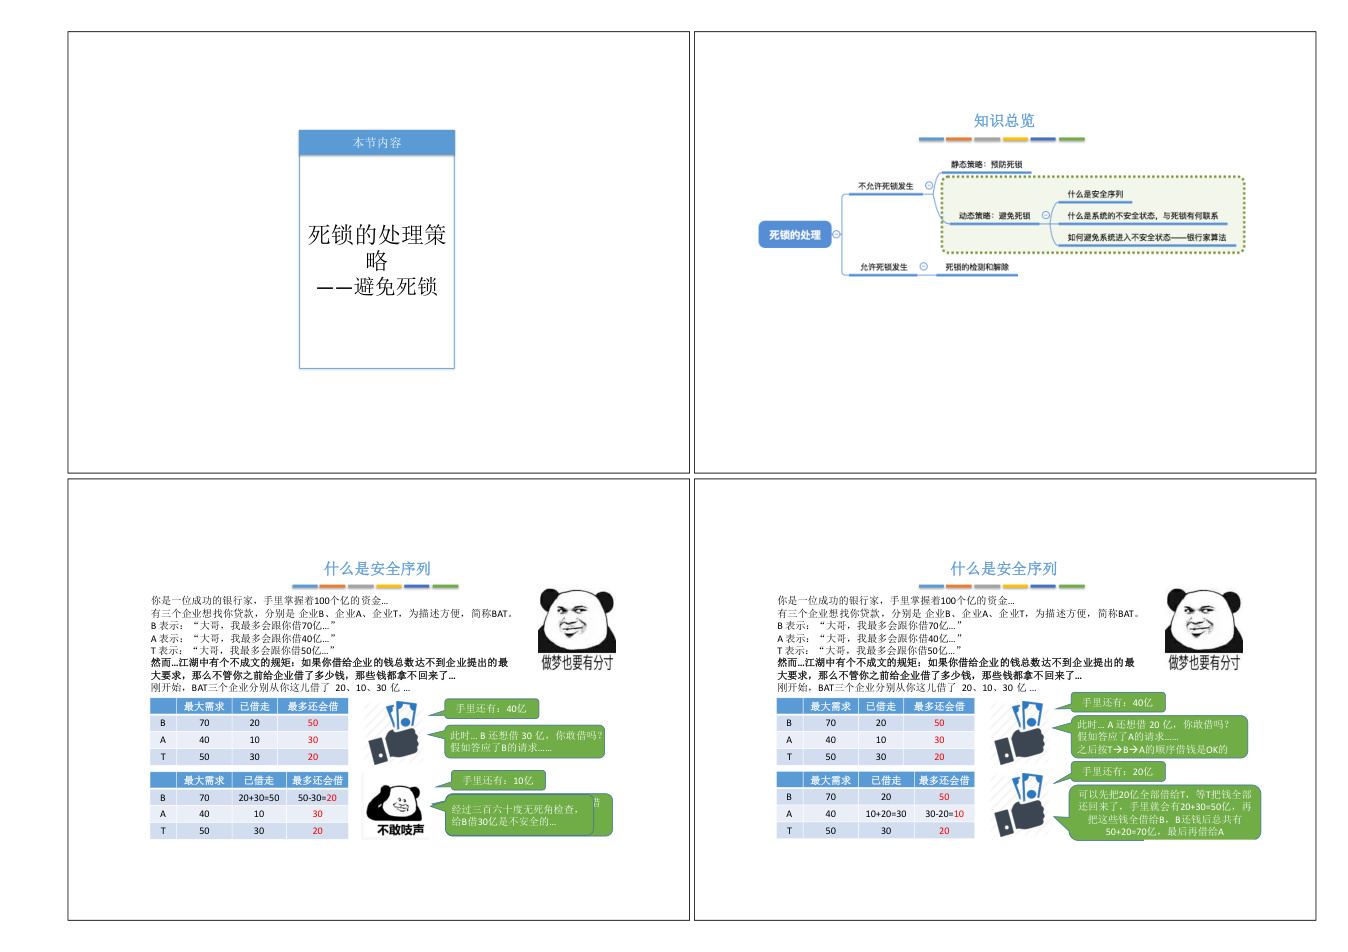 本节内容
死锁的处理策
略
——避免死锁
知识总览
静态策略：预防死锁
不允许死锁发生
什么是安全序列
动态策略：避免死锁
什么是系统的不安全状态，与死锁有何联系
死锁的处理
如何避免系统进入不安全状态——银行家算法
允许死锁发生
死锁的检测和解除
什么是安全序列
你是一位成功的银行家，手里掌握着100个亿的资金...
有三个企业想找你贷款，分别是 企业B、企业A、企业T，为描述方便，简称BAT。
B 表示：“大哥，我最多会跟你借70亿...”
A 表示：“大哥，我最多会跟你借40亿...”
T 表示：“大哥，我最多会跟你借50亿...”
然而...江湖中有个不成文的规矩：如果你借给企业的钱总数达不到企业提出的最
大要求，那么不管你之前给企业借了多少钱，那些钱都拿不回来了...
刚开始，BAT三个企业分别从你这儿借了 20、10、30 亿 ...
做梦也要有分寸
最大需求 已借走 最多还会借
B 70 20 50
A 40 10 30
T 50 30 20
手里还有：40亿
此时... B 还想借 30 亿，你敢借吗？
假如答应了B的请求......
最大需求 已借走 最多还会借
B 70 20+30=50 50-30=20
A 40 10 30
T 50 30 20
不敢吱声
手里还有：10亿
借
经过三百六十度无死角检查，
给B借30亿是不安全的...
什么是安全序列
你是一位成功的银行家，手里掌握着100个亿的资金...
有三个企业想找你贷款，分别是 企业B、企业A、企业T，为描述方便，简称BAT。
B 表示：“大哥，我最多会跟你借70亿...”
A 表示：“大哥，我最多会跟你借40亿...”
T 表示：“大哥，我最多会跟你借50亿...”
然而...江湖中有个不成文的规矩：如果你借给企业的钱总数达不到企业提出的最
大要求，那么不管你之前给企业借了多少钱，那些钱都拿不回来了...
刚开始，BAT三个企业分别从你这儿借了 20、10、30 亿 ...
做梦也要有分寸
最大需求 已借走 最多还会借
B 70 20 50
A 40 10 30
T 50 30 20
手里还有：40亿
此时... A 还想借 20 亿，你敢借吗？
假如答应了A的请求......
之后按T→B→A的顺序借钱是OK的
最大需求 已借走 最多还会借
B 70 20 50
A 40 10+20=30 30-20=10
T 50 30 20
手里还有：20亿
可以先把20亿全部借给T，等T把钱全部
还回来了，手里就会有20+30=50亿，再
把这些钱全借给B，B还钱后总共有
50+20=70亿，最后再借给A